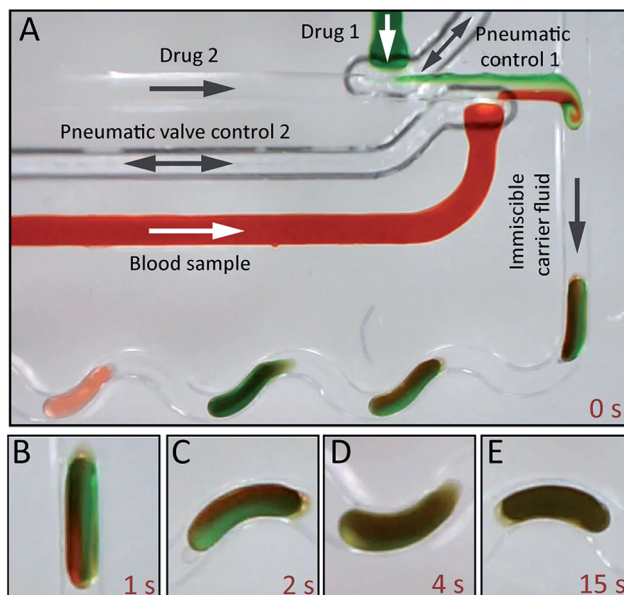 A
Drug 1
Drug 2
Pneumatic
control 1
Pneumatic valve control 2
Blood sample
Immiscible
carrier fluid
0 s
B
1 s
C
2 s
D
4 s
E
15 s